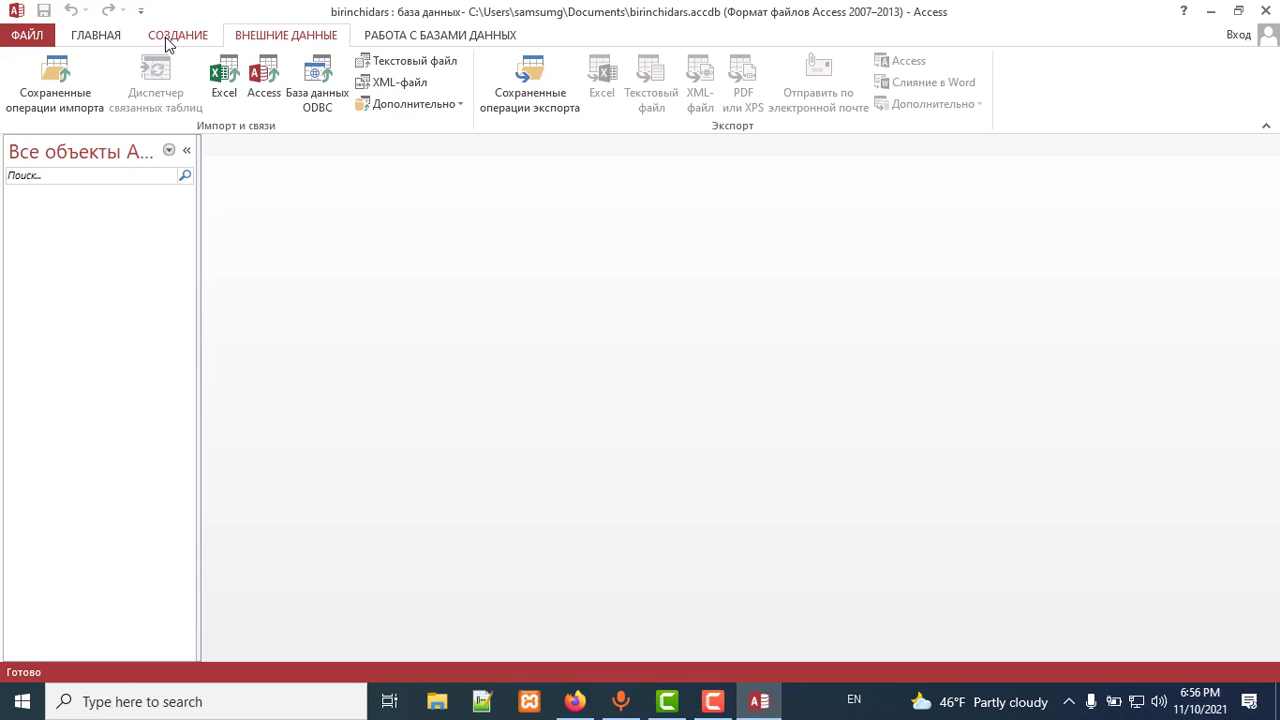 birinchidars : база данных- C:\Users\samsumg\Documents\birinchidars.accdb (Формат файлов Access 2007–2013) - Access
ФАЙЛ ГЛАВНАЯ СОЗДАНИЕ ВНЕШНИЕ ДАННЫЕ РАБОТА С БАЗАМИ ДАННЫХ Вход
Сохраненные операции импорта
Диспетчер связанных таблиц
Excel
Access
База данных ODBC
Текстовый файл
XML-файл
Дополнительно
Импорт и связи
Сохраненные операции экспорта
Excel
Текстовый файл
XML-файл
PDF или XPS
Отправить по электронной почте
Access
Слияние в Word
Дополнительно
Экспорт
Все объекты A...
Поиск...
Готово
Type here to search
EN
46°F Partly cloudy
6:56 PM
11/10/2021